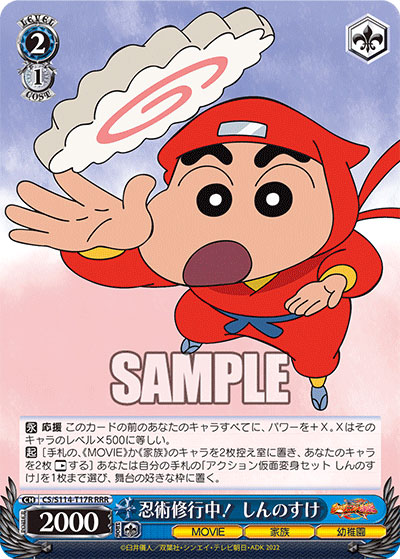 LEVEL
2
1
COST
SAMPLE
永 応援 このカードの前のあなたのキャラすべてに、パワーを＋X。Xはその
キャラのレベル×500に等しい。
起 [手札の、《MOVIE》か《家族》のキャラを2枚控え室に置き、あなたのキャラ
を2枚する] あなたは自分の手札の「アクション仮面変身セット しんのす
け」を1枚まで選び、舞台の好きな枠に置く。
CH CS/S114-T17R RRR
忍術修行中! しんのすけ
POWER
2000
MOVIE 家族 幼稚園
©臼井儀人／双葉社・シンエイ・テレビ朝日・ADK 2022